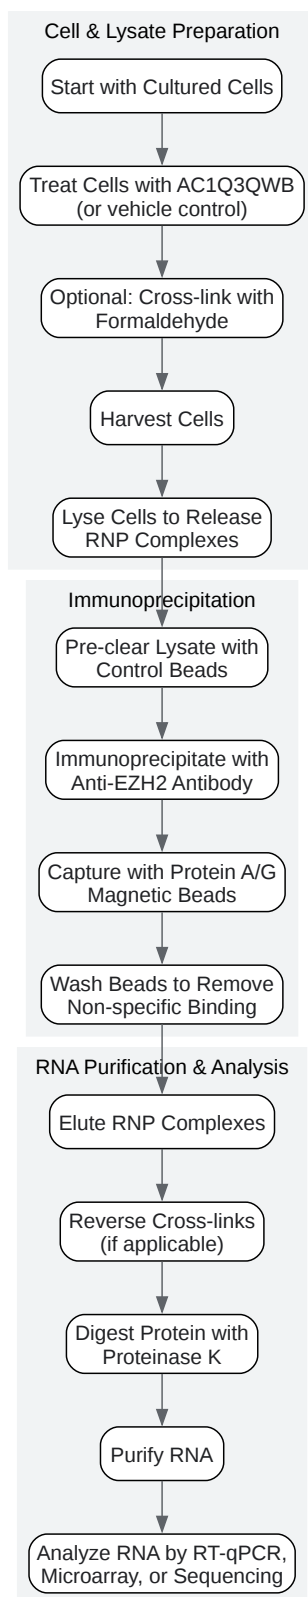 Cell & Lysate Preparation
Start with Cultured Cells
Treat Cells with AC1Q3QWB
(or vehicle control)
Optional: Cross-link with
Formaldehyde
Harvest Cells
Lyse Cells to Release
RNP Complexes
Immunoprecipitation
Pre-clear Lysate with
Control Beads
Immunoprecipitate with
Anti-EZH2 Antibody
Capture with Protein A/G
Magnetic Beads
Wash Beads to Remove
Non-specific Binding
RNA Purification & Analysis
Elute RNP Complexes
Reverse Cross-links
(if applicable)
Digest Protein with
Proteinase K
Purify RNA
Analyze RNA by RT-qPCR,
Microarray, or Sequencing